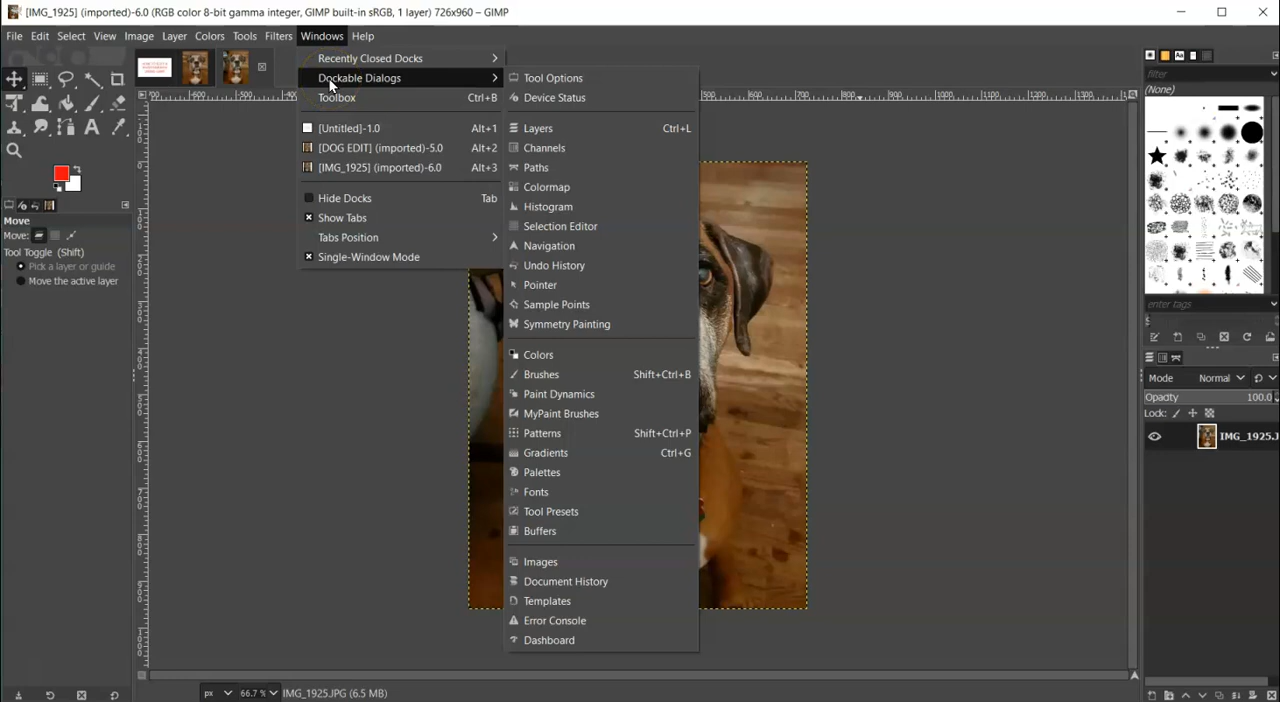 [IMG_1925] (imported)-6.0 (RGB color 8-bit gamma integer, GIMP built-in sRGB, 1 layer) 726x960 – GIMP
File Edit Select View Image Layer Colors Tools Filters Windows Help
Recently Closed Docks
Dockable Dialogs
Toolbox Ctrl+B
[Untitled]-1.0 Alt+1
[DOG EDIT] (imported)-5.0 Alt+2
[IMG_1925] (imported)-6.0 Alt+3
Hide Docks Tab
Show Tabs
Tabs Position
Single-Window Mode
Tool Options
Device Status
Layers Ctrl+L
Channels
Paths
Colormap
Histogram
Selection Editor
Navigation
Undo History
Pointer
Sample Points
Symmetry Painting
Colors
Brushes Shift+Ctrl+B
Paint Dynamics
MyPaint Brushes
Patterns Shift+Ctrl+P
Gradients Ctrl+G
Palettes
Fonts
Tool Presets
Buffers
Images
Document History
Templates
Error Console
Dashboard
Move
Move:
Tool Toggle (Shift)
Pick a layer or guide
Move the active layer
filter
(None)
enter tags
Mode Normal
Opacity 100.0
Lock:
IMG_1925.J
px 66.7 % IMG_1925.JPG (6.5 MB)